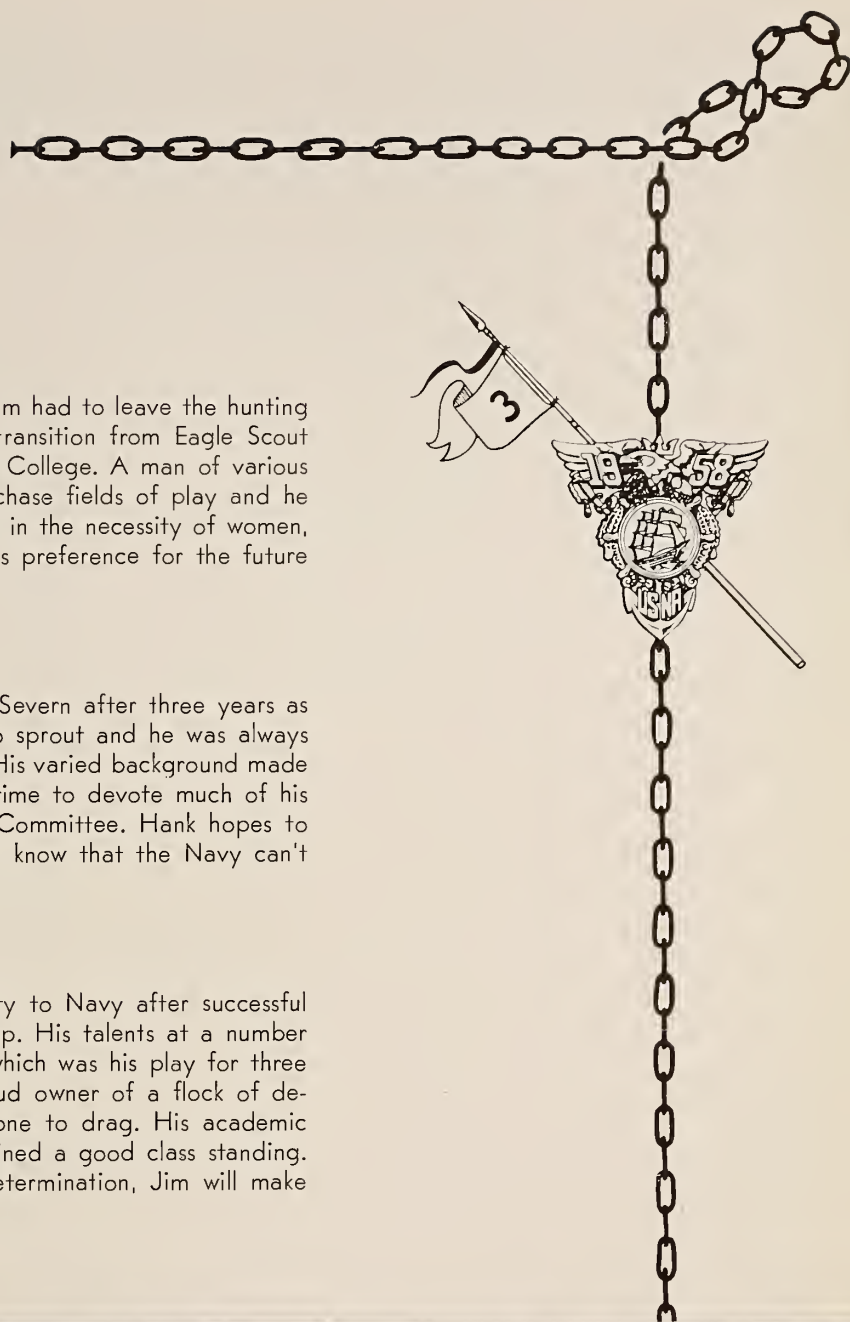 3
19 58
USNA
m had to leave the hunting
ransition from Eagle Scout
College. A man of various
chase fields of play and he
in the necessity of women,
s preference for the future
Severn after three years as
sprout and he was always
His varied background made
ime to devote much of his
Committee. Hank hopes to
know that the Navy can't
ry to Navy after successful
p. His talents at a number
which was his play for three
ud owner of a flock of de-
one to drag. His academic
ined a good class standing.
etermination, Jim will make